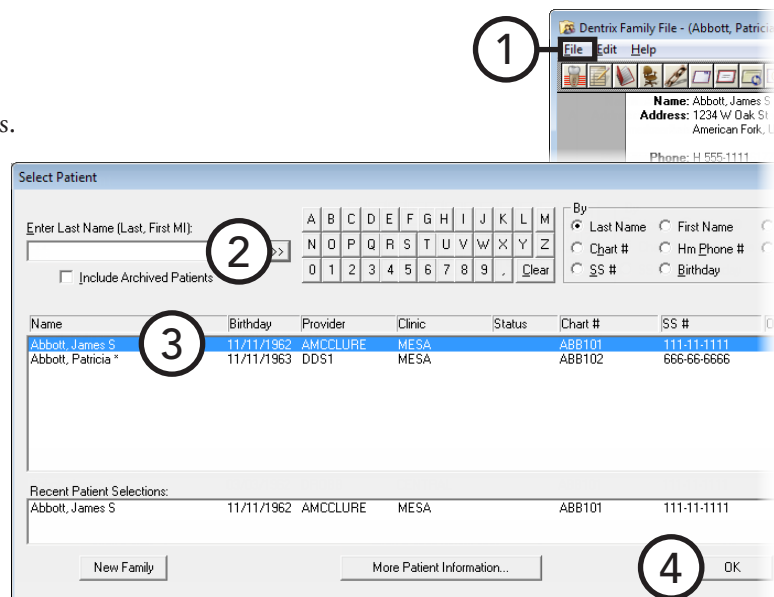 1
Dentrix Family File - (Abbott, Patricia
File Edit Help
Name: Abbott, James S
Address: 1234 W Oak St
American Fork,
Phone: H 555-1111
s.
Select Patient
Enter Last Name (Last, First MI):
2
>>
Include Archived Patients
A B C D E F G H I J K L M
N O P Q R S T U V W X Y Z
0 1 2 3 4 5 6 7 8 9 , Clear
By
Last Name First Name
Chart # Hm Phone #
SS # Birthday
Name Birthday Provider Clinic Status Chart # SS #
Abbott, James S 11/11/1962 AMCCLURE MESA ABB101 111-11-1111
Abbott, Patricia * 11/11/1963 DDS1 ABB102 666-66-6666
3
Recent Patient Selections:
Abbott, James S 11/11/1962 AMCCLURE MESA ABB101 111-11-1111
New Family More Patient Information... 4 OK